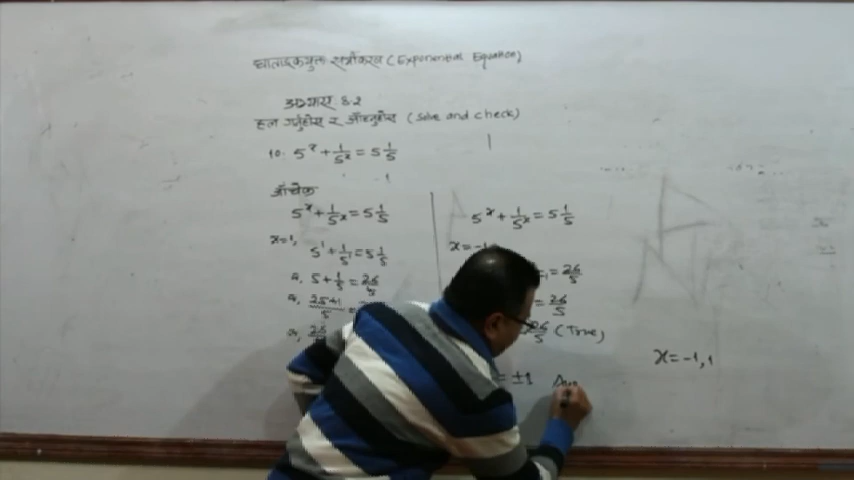 घाताङ्कयुक्त समीकरण (Exponential Equation)
अभ्यास 8.2
हल गर्नुहोस् र जाँच्नुहोस् (Solve and check)
10. 5^x + 1/5^x = 5 1/5
जाँचेक
5^x + 1/5^x = 5 1/5
x=1,
5^1 + 1/5^1 = 5 1/5
a, 5 + 1/5 = 26/5
a, 25+1/5 =
a, 26
5^x + 1/5^x = 5 1/5
x = -1
= 26/5
= 26/5
26/5 (True)
= ±1 Ans
x = -1, 1